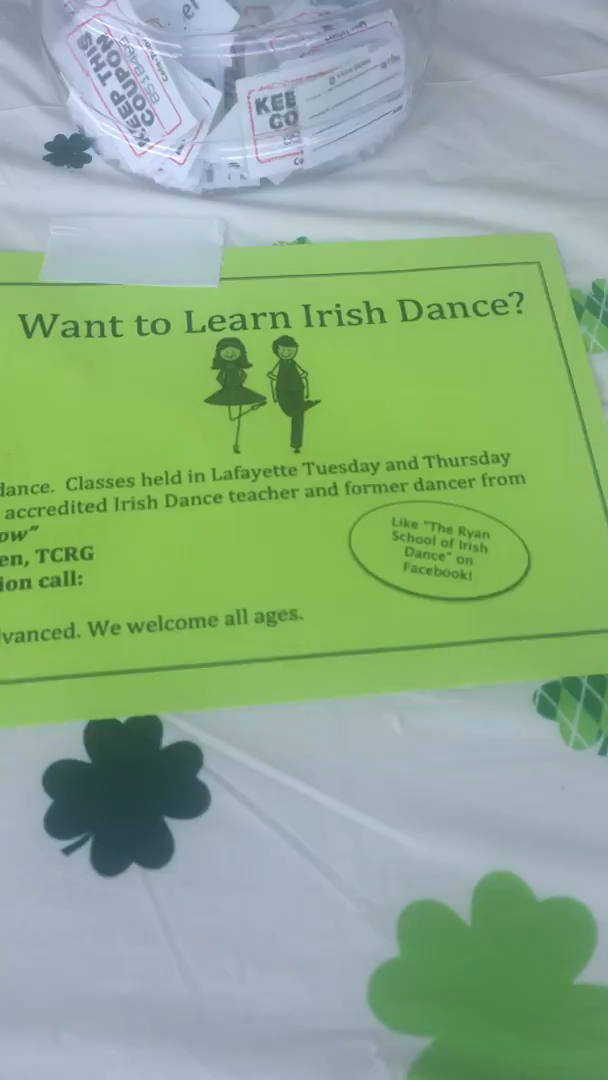 KEEP THIS
COUPON
KEE
CO
Want to Learn Irish Dance?
dance. Classes held in Lafayette Tuesday and Thursday
accredited Irish Dance teacher and former dancer from
ow"
en, TCRG
ion call:
Like "The Ryan
School of Irish
Dance" on
Facebook!
vanced. We welcome all ages.